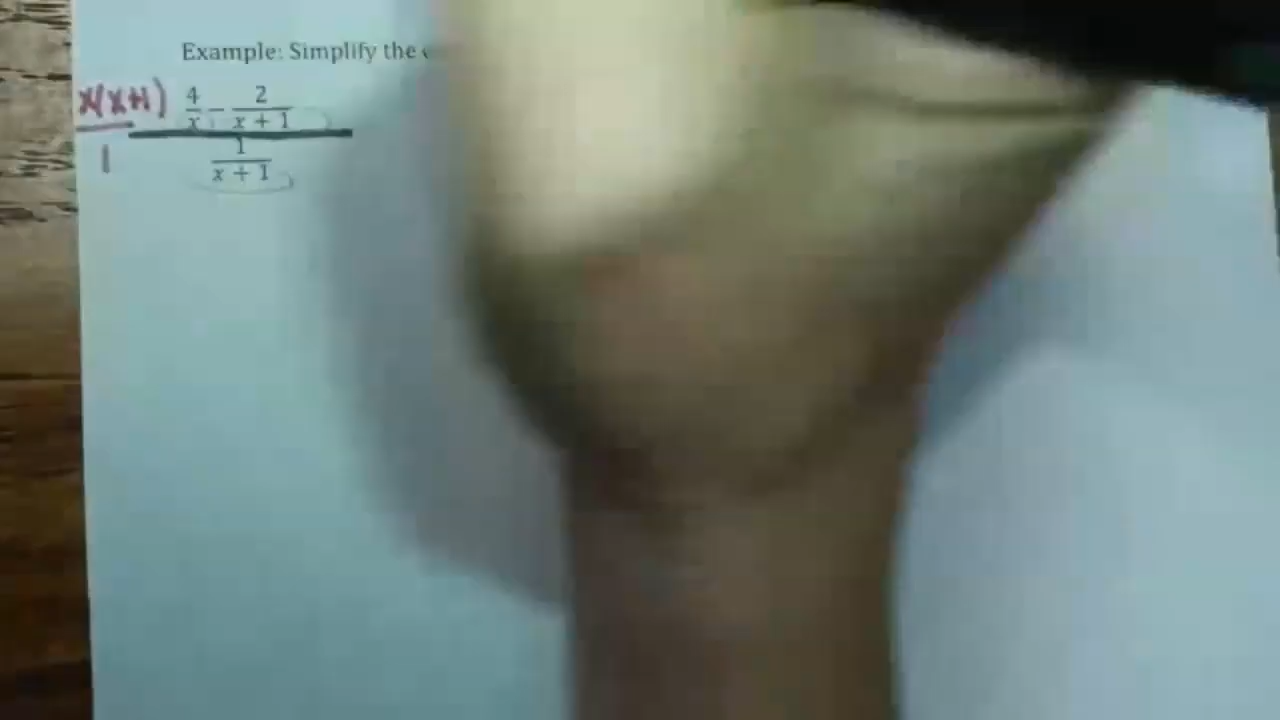 Example: Simplify the
x(x+1) 4/x - 2/(x + 1)
1 1/(x + 1)